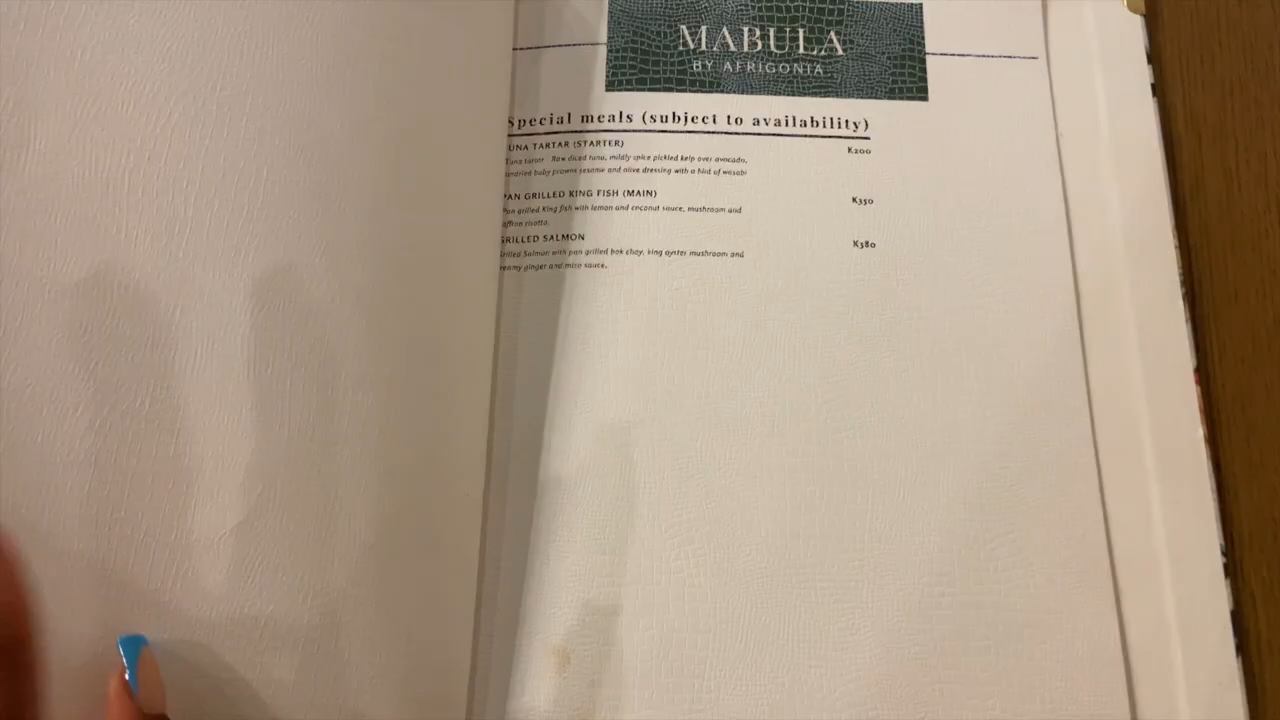 MABULA
BY AFRIGONIA
Special meals (subject to availability)
UNA TARTAR (STARTER)
K200
Tuna tartar Raw diced tuna, mildly spice pickled kelp over avocado,
undried baby prawns sesame and olive dressing with a hint of wasabi
PAN GRILLED KING FISH (MAIN)
K350
Pan grilled King fish with lemon and coconut sauce, mushroom and
affron risotto.
GRILLED SALMON
K380
rilled Salmon with pan grilled bok choy, king oyster mushroom and
reamy ginger and miso sauce.